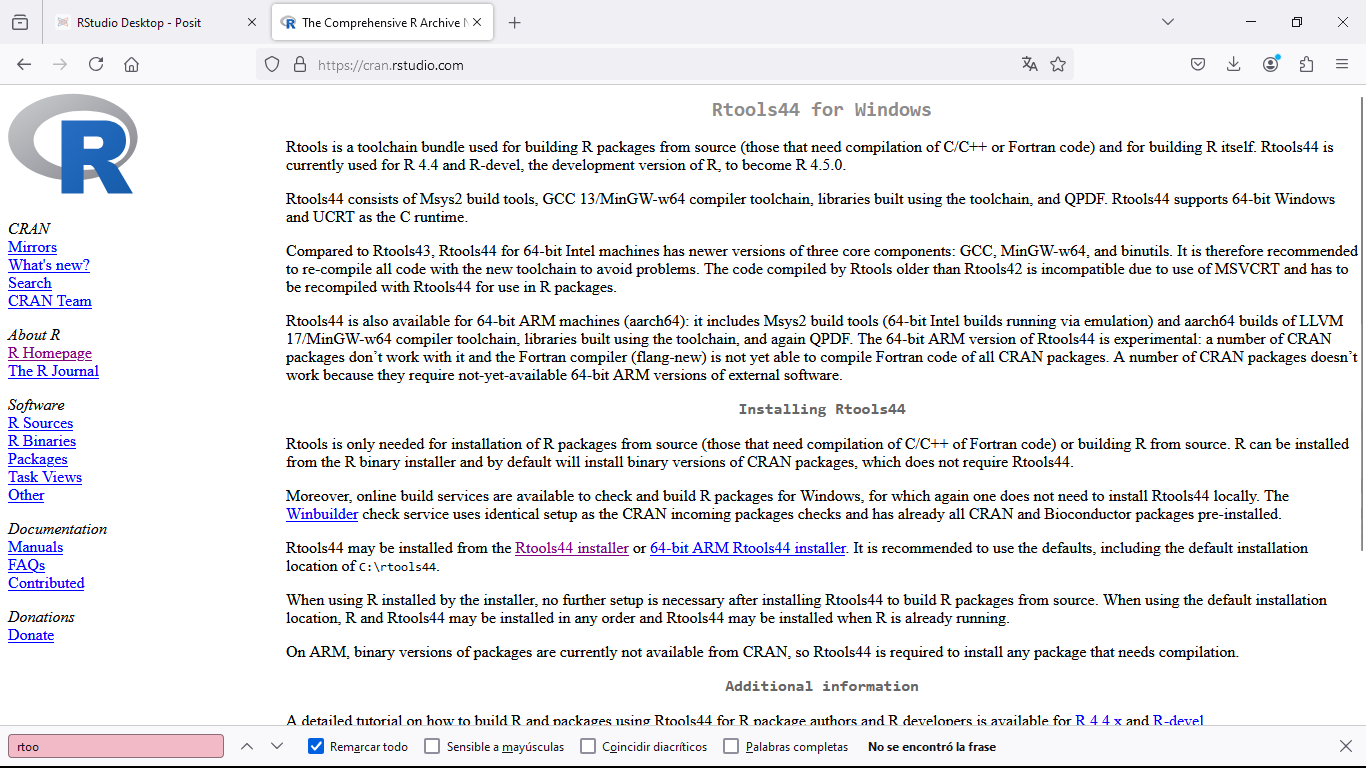 RStudio Desktop - Posit
The Comprehensive R Archive N
https://cran.rstudio.com
R
CRAN
Mirrors
What's new?
Search
CRAN Team
About R
R Homepage
The R Journal
Software
R Sources
R Binaries
Packages
Task Views
Other
Documentation
Manuals
FAQs
Contributed
Donations
Donate
Rtools44 for Windows
Rtools is a toolchain bundle used for building R packages from source (those that need compilation of C/C++ or Fortran code) and for building R itself. Rtools44 is
currently used for R 4.4 and R-devel, the development version of R, to become R 4.5.0.
Rtools44 consists of Msys2 build tools, GCC 13/MinGW-w64 compiler toolchain, libraries built using the toolchain, and QPDF. Rtools44 supports 64-bit Windows
and UCRT as the C runtime.
Compared to Rtools43, Rtools44 for 64-bit Intel machines has newer versions of three core components: GCC, MinGW-w64, and binutils. It is therefore recommended
to re-compile all code with the new toolchain to avoid problems. The code compiled by Rtools older than Rtools42 is incompatible due to use of MSVCRT and has to
be recompiled with Rtools44 for use in R packages.
Rtools44 is also available for 64-bit ARM machines (aarch64): it includes Msys2 build tools (64-bit Intel builds running via emulation) and aarch64 builds of LLVM
17/MinGW-w64 compiler toolchain, libraries built using the toolchain, and again QPDF. The 64-bit ARM version of Rtools44 is experimental: a number of CRAN
packages don’t work with it and the Fortran compiler (flang-new) is not yet able to compile Fortran code of all CRAN packages. A number of CRAN packages doesn’t
work because they require not-yet-available 64-bit ARM versions of external software.
Installing Rtools44
Rtools is only needed for installation of R packages from source (those that need compilation of C/C++ of Fortran code) or building R from source. R can be installed
from the R binary installer and by default will install binary versions of CRAN packages, which does not require Rtools44.
Moreover, online build services are available to check and build R packages for Windows, for which again one does not need to install Rtools44 locally. The
Winbuilder check service uses identical setup as the CRAN incoming packages checks and has already all CRAN and Bioconductor packages pre-installed.
Rtools44 may be installed from the Rtools44 installer or 64-bit ARM Rtools44 installer. It is recommended to use the defaults, including the default installation
location of C:\rtools44.
When using R installed by the installer, no further setup is necessary after installing Rtools44 to build R packages from source. When using the default installation
location, R and Rtools44 may be installed in any order and Rtools44 may be installed when R is already running.
On ARM, binary versions of packages are currently not available from CRAN, so Rtools44 is required to install any package that needs compilation.
Additional information
A detailed tutorial on how to build R and packages using Rtools44 for R package authors and R developers is available for R 4.4.x and R-devel
rtoo
Remarcar todo
Sensible a mayúsculas
Coincidir diacríticos
Palabras completas
No se encontró la frase